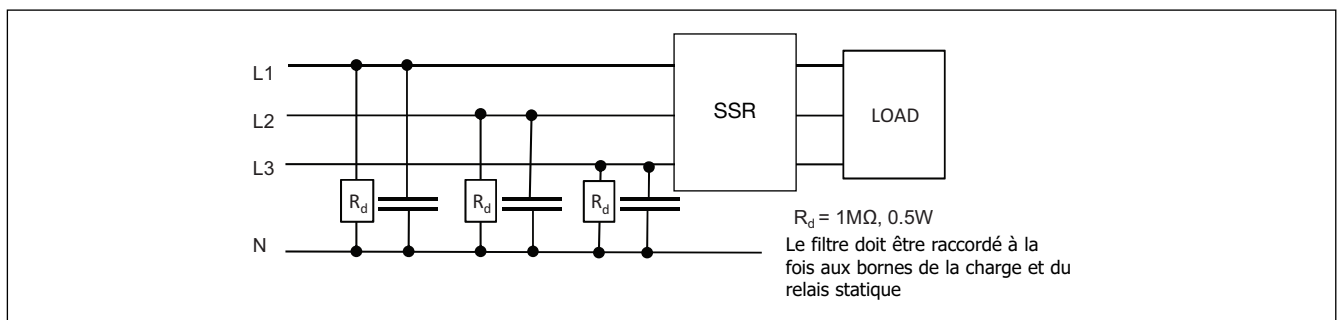 L1
L2
L3
N
Rd
Rd
Rd
SSR
LOAD
Rd = 1MΩ, 0.5W
Le filtre doit être raccordé à la
fois aux bornes de la charge et du
relais statique